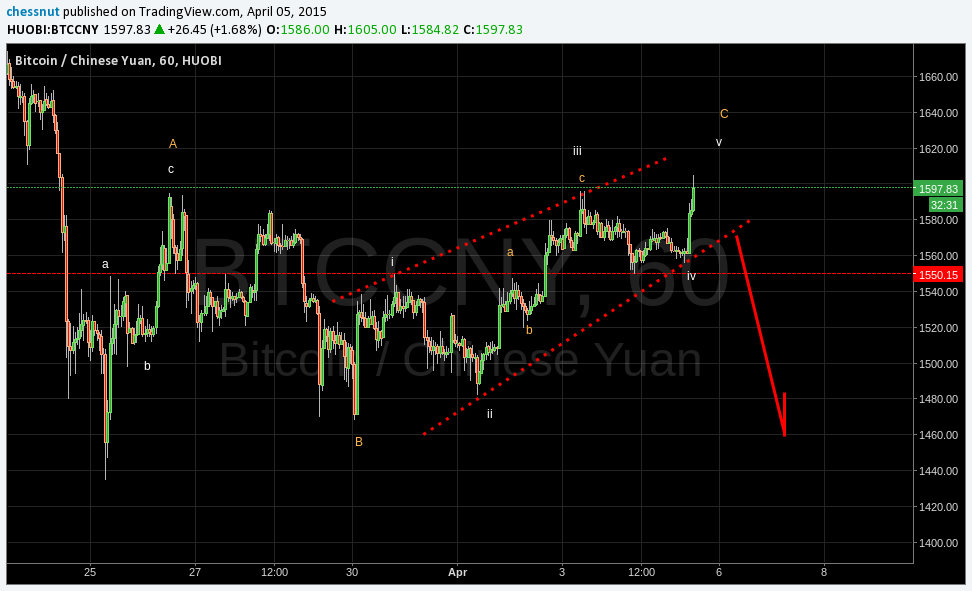 chessnut published on TradingView.com, April 05, 2015
HUOBI:BTCCNY 1597.83 ▲ +26.45 (+1.68%) O:1586.00 H:1605.00 L:1584.82 C:1597.83
Bitcoin / Chinese Yuan, 60, HUOBI
BITCCNY, 60
Bitcoin / Chinese Yuan
A
c
a
b
B
i
ii
iii
c
a
b
iv
v
C
1660.00
1640.00
1620.00
1597.83
32:31
1580.00
1560.00
1550.15
1540.00
1520.00
1500.00
1480.00
1460.00
1440.00
1420.00
1400.00
25 27 12:00 30 Apr 3 12:00 6 8